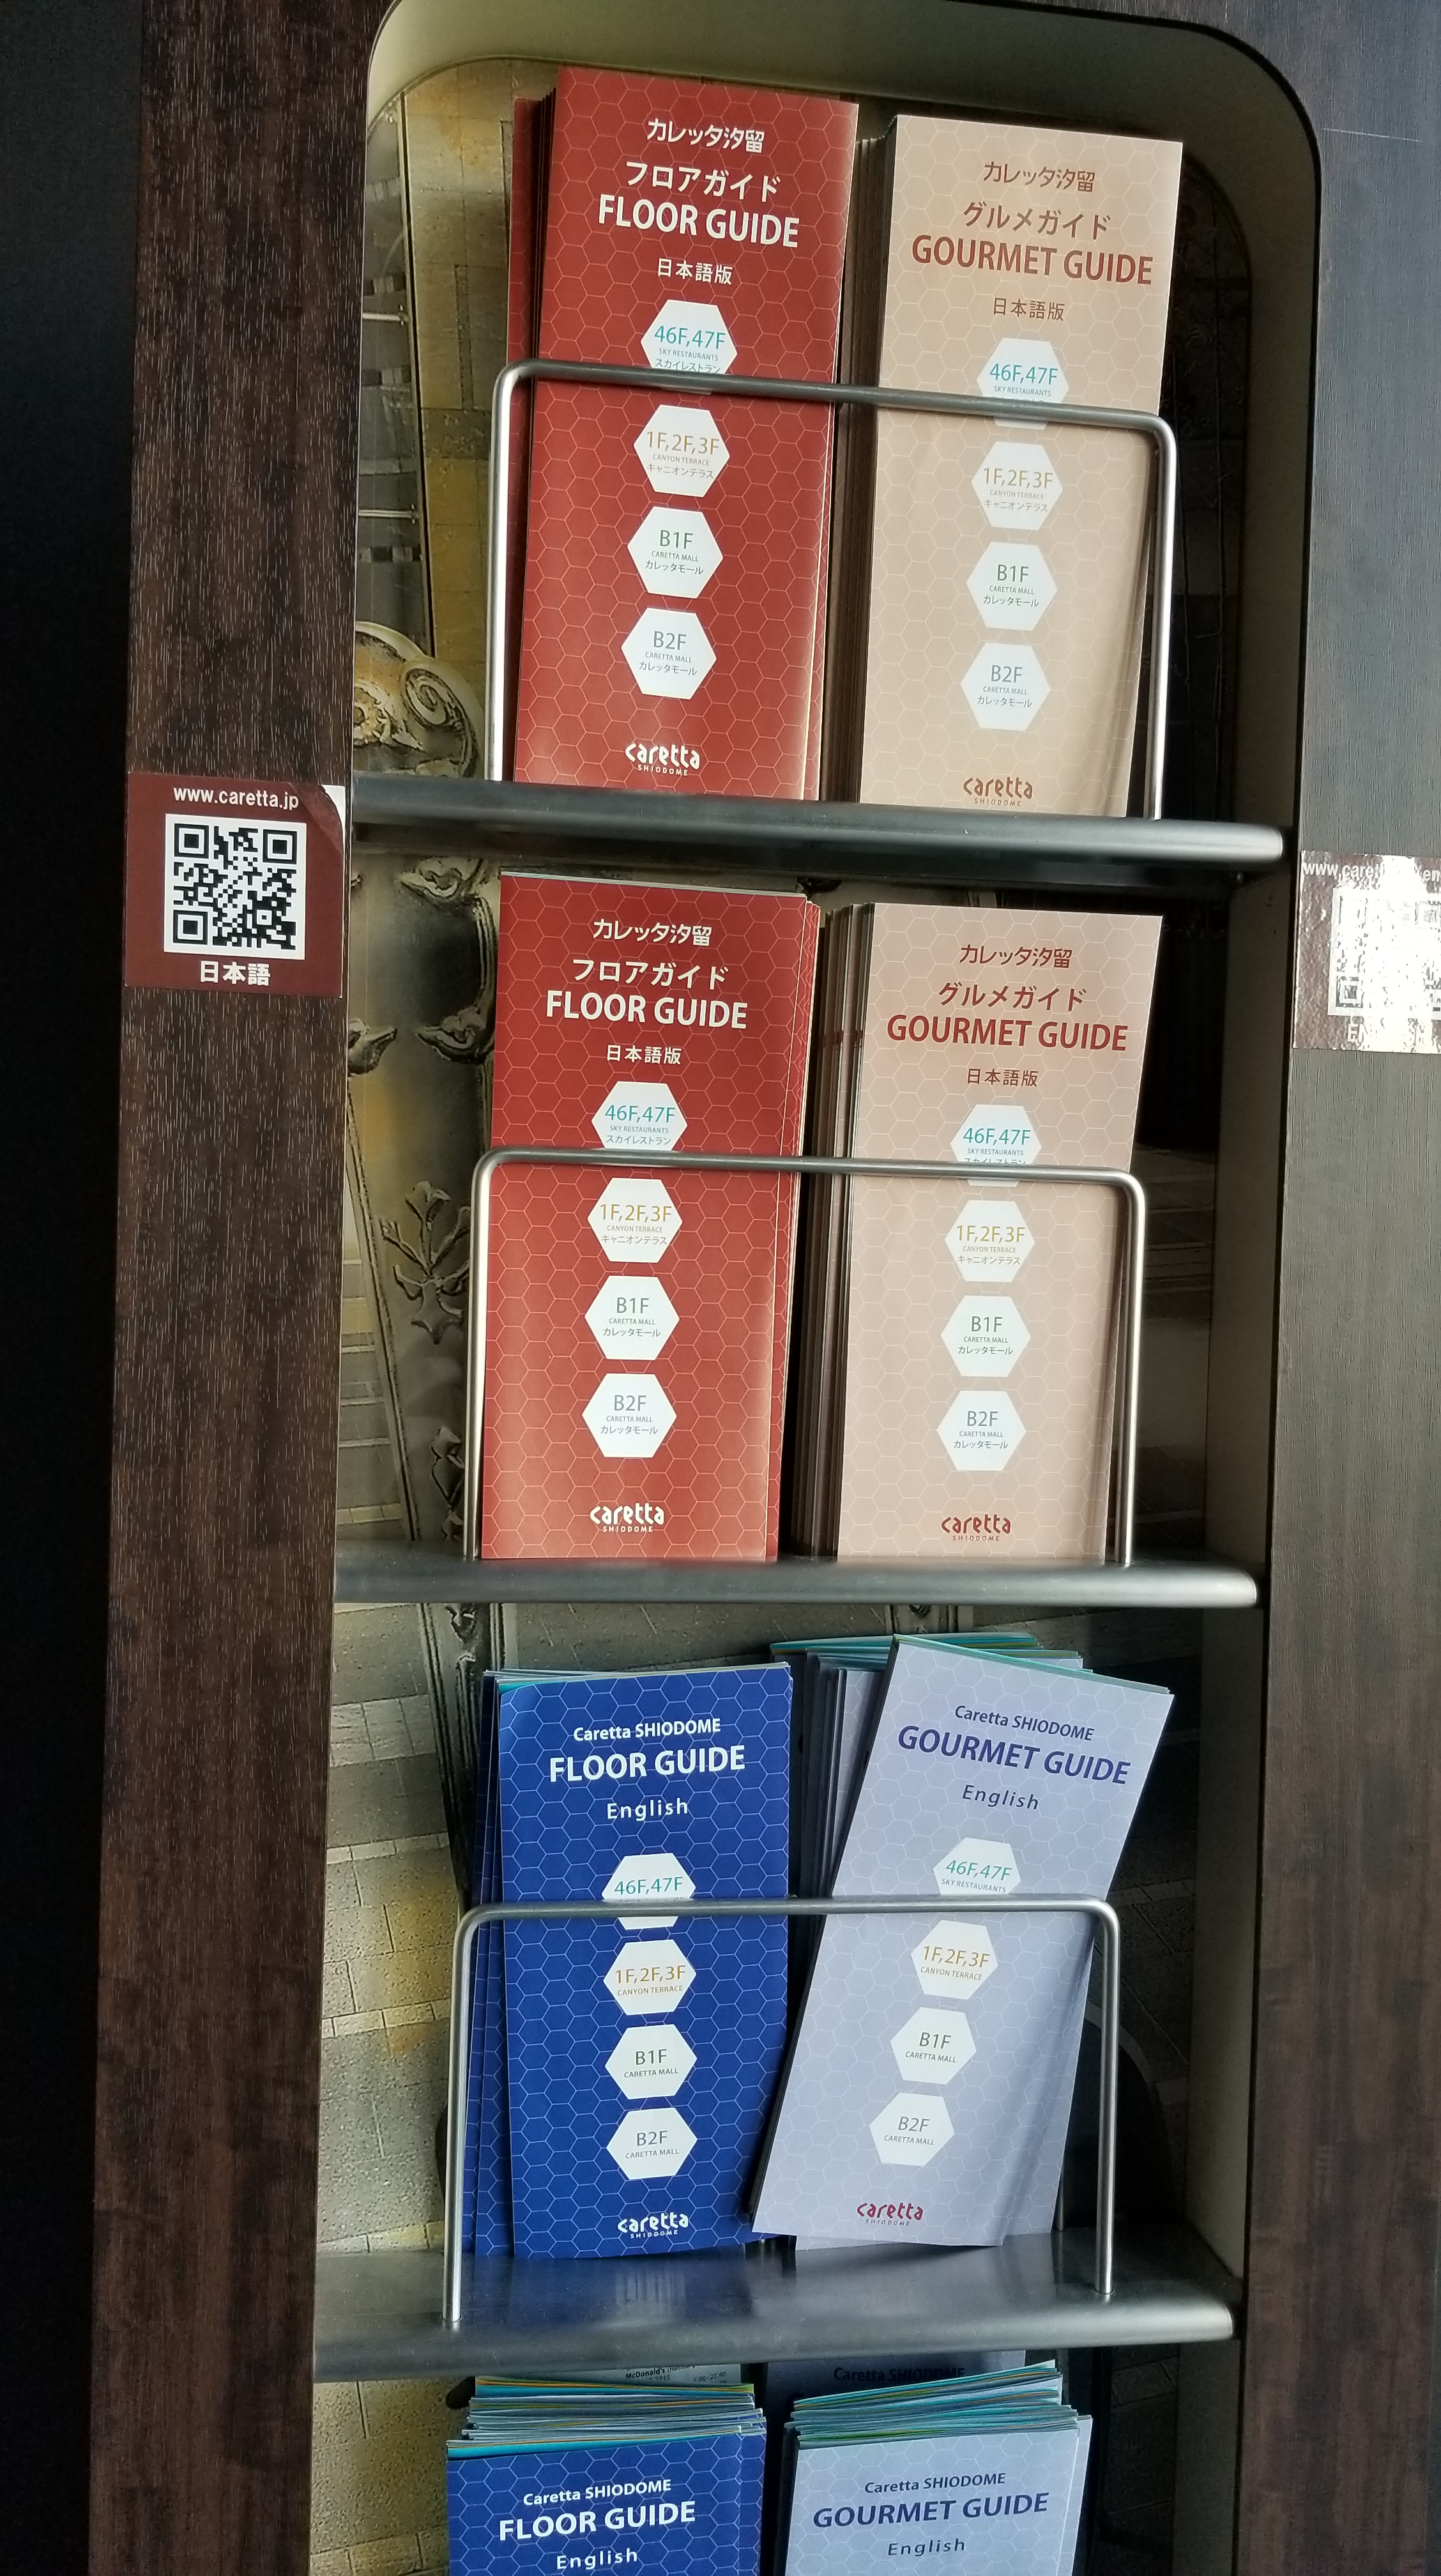 カレッタ汐留
フロアガイド
FLOOR GUIDE
日本語版
46F,47F
SKY RESTAURANTS
スカイレストラン
1F,2F,3F
CANYON TERRACE
キャニオンテラス
B1F
CARETTA MALL
カレッタモール
B2F
CARETTA MALL
カレッタモール
caretta
SHIODOME
カレッタ汐留
グルメガイド
GOURMET GUIDE
日本語版
46F,47F
SKY RESTAURANTS
1F,2F,3F
CANYON TERRACE
キャニオンテラス
B1F
CARETTA MALL
カレッタモール
B2F
CARETTA MALL
カレッタモール
caretta
SHIODOME
www.caretta.jp
日本語
カレッタ汐留
フロアガイド
FLOOR GUIDE
日本語版
46F,47F
SKY RESTAURANTS
スカイレストラン
1F,2F,3F
CANYON TERRACE
キャニオンテラス
B1F
CARETTA MALL
カレッタモール
B2F
CARETTA MALL
カレッタモール
caretta
SHIODOME
カレッタ汐留
グルメガイド
GOURMET GUIDE
日本語版
46F,47F
SKY RESTAURANTS
スカイレストラン
1F,2F,3F
CANYON TERRACE
キャニオンテラス
B1F
CARETTA MALL
カレッタモール
B2F
CARETTA MALL
カレッタモール
caretta
SHIODOME
Caretta SHIODOME
FLOOR GUIDE
English
46F,47F
1F,2F,3F
CANYON TERRACE
B1F
CARETTA MALL
B2F
CARETTA MALL
caretta
SHIODOME
Caretta SHIODOME
GOURMET GUIDE
English
46F,47F
SKY RESTAURANTS
1F,2F,3F
CANYON TERRACE
B1F
CARETTA MALL
B2F
CARETTA MALL
caretta
SHIODOME
McDonald's
Caretta SHIODOME
Caretta SHIODOME
FLOOR GUIDE
English
Caretta SHIODOME
GOURMET GUIDE
English